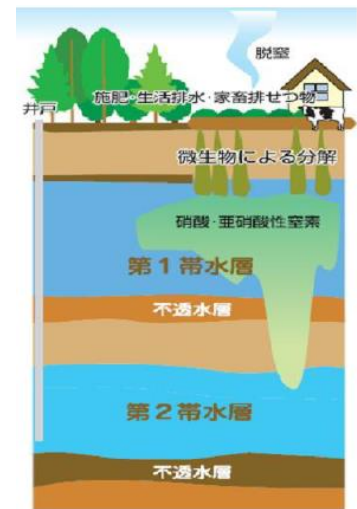 脱窒
施肥・生活排水・家畜排せつ物
井戸
微生物による分解
硝酸・亜硝酸性窒素
第1帯水層
不透水層
第2帯水層
不透水層